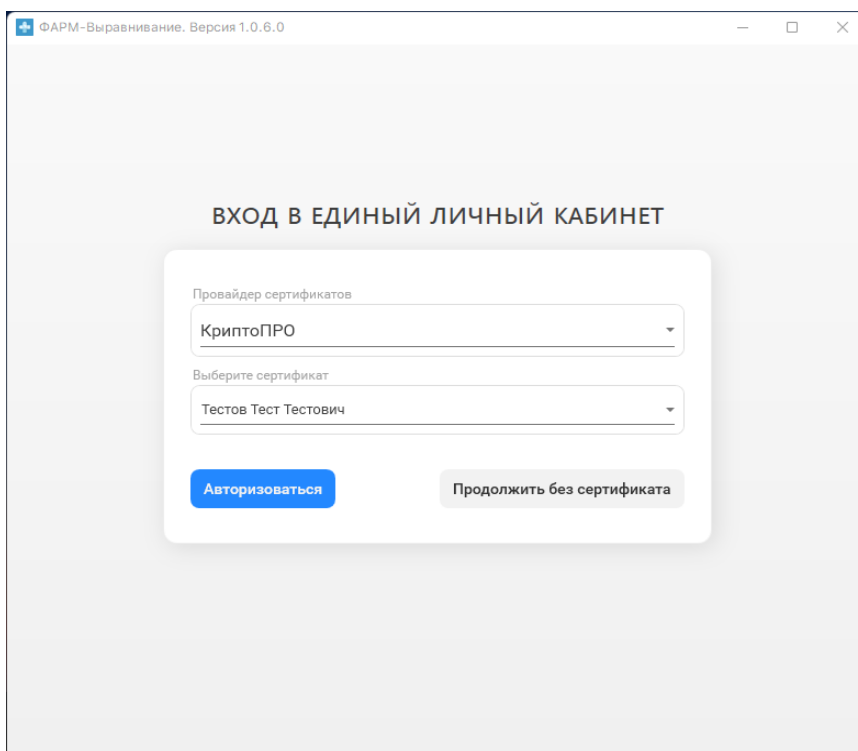 ФАРМ-Выравнивание. Версия 1.0.6.0
ВХОД В ЕДИНЫЙ ЛИЧНЫЙ КАБИНЕТ
Провайдер сертификатов
КриптоПРО
Выберите сертификат
Тестов Тест Тестович
Авторизоваться
Продолжить без сертификата